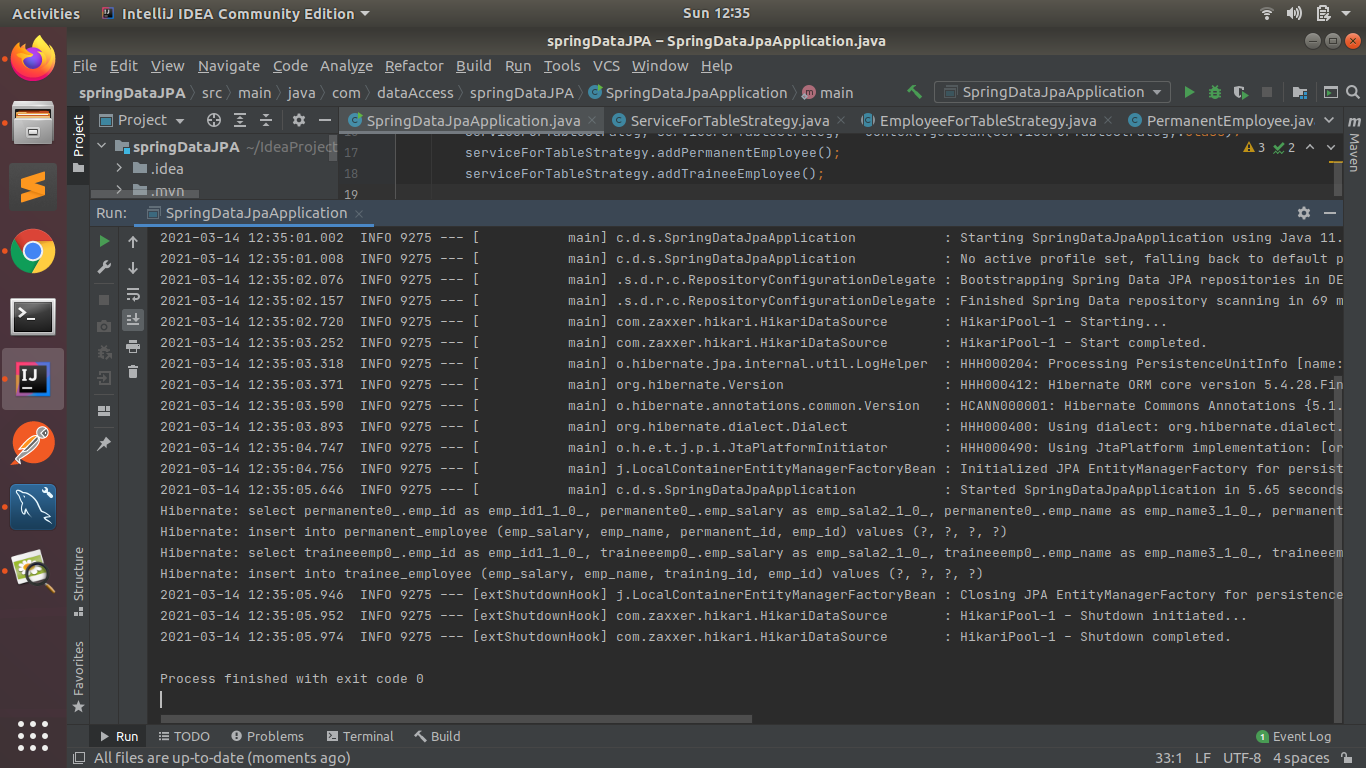 Activities IntelliJ IDEA Community Edition Sun 12:35
springDataJPA – SpringDataJpaApplication.java
File Edit View Navigate Code Analyze Refactor Build Run Tools VCS Window Help
springDataJPA src main java com dataAccess springDataJPA SpringDataJpaApplication main SpringDataJpaApplication
Project SpringDataJpaApplication.java ServiceForTableStrategy.java EmployeeForTableStrategy.java PermanentEmployee.jav
Project
Maven
springDataJPA ~/IdeaProject
.idea
.mvn
17 serviceForTableStrategy.addPermanentEmployee();
18 serviceForTableStrategy.addTraineeEmployee();
19
3 2
Run: SpringDataJpaApplication
2021-03-14 12:35:01.002 INFO 9275 --- [ main] c.d.s.SpringDataJpaApplication : Starting SpringDataJpaApplication using Java 11.
2021-03-14 12:35:01.008 INFO 9275 --- [ main] c.d.s.SpringDataJpaApplication : No active profile set, falling back to default p
2021-03-14 12:35:02.076 INFO 9275 --- [ main] .s.d.r.c.RepositoryConfigurationDelegate : Bootstrapping Spring Data JPA repositories in DE
2021-03-14 12:35:02.157 INFO 9275 --- [ main] .s.d.r.c.RepositoryConfigurationDelegate : Finished Spring Data repository scanning in 69 m
2021-03-14 12:35:02.720 INFO 9275 --- [ main] com.zaxxer.hikari.HikariDataSource : HikariPool-1 - Starting...
2021-03-14 12:35:03.252 INFO 9275 --- [ main] com.zaxxer.hikari.HikariDataSource : HikariPool-1 - Start completed.
2021-03-14 12:35:03.318 INFO 9275 --- [ main] o.hibernate.jpa.internal.util.LogHelper : HHH000204: Processing PersistenceUnitInfo [name:
2021-03-14 12:35:03.371 INFO 9275 --- [ main] org.hibernate.Version : HHH000412: Hibernate ORM core version 5.4.28.Fin
2021-03-14 12:35:03.590 INFO 9275 --- [ main] o.hibernate.annotations.common.Version : HCANN000001: Hibernate Commons Annotations {5.1.
2021-03-14 12:35:03.893 INFO 9275 --- [ main] org.hibernate.dialect.Dialect : HHH000400: Using dialect: org.hibernate.dialect.
2021-03-14 12:35:04.747 INFO 9275 --- [ main] o.h.e.t.j.p.i.JtaPlatformInitiator : HHH000490: Using JtaPlatform implementation: [or
2021-03-14 12:35:04.756 INFO 9275 --- [ main] j.LocalContainerEntityManagerFactoryBean : Initialized JPA EntityManagerFactory for persist
2021-03-14 12:35:05.646 INFO 9275 --- [ main] c.d.s.SpringDataJpaApplication : Started SpringDataJpaApplication in 5.65 seconds
Hibernate: select permanente0_.emp_id as emp_id1_1_0_, permanente0_.emp_salary as emp_sala2_1_0_, permanente0_.emp_name as emp_name3_1_0_, permanent
Hibernate: insert into permanent_employee (emp_salary, emp_name, permanent_id, emp_id) values (?, ?, ?, ?)
Hibernate: select traineeemp0_.emp_id as emp_id1_1_0_, traineeemp0_.emp_salary as emp_sala2_1_0_, traineeemp0_.emp_name as emp_name3_1_0_, traineeem
Hibernate: insert into trainee_employee (emp_salary, emp_name, training_id, emp_id) values (?, ?, ?, ?)
2021-03-14 12:35:05.946 INFO 9275 --- [extShutdownHook] j.LocalContainerEntityManagerFactoryBean : Closing JPA EntityManagerFactory for persistence
2021-03-14 12:35:05.952 INFO 9275 --- [extShutdownHook] com.zaxxer.hikari.HikariDataSource : HikariPool-1 - Shutdown initiated...
2021-03-14 12:35:05.974 INFO 9275 --- [extShutdownHook] com.zaxxer.hikari.HikariDataSource : HikariPool-1 - Shutdown completed.
Process finished with exit code 0
Structure
Favorites
Run TODO Problems Terminal Build 1 Event Log
All files are up-to-date (moments ago) 33:1 LF UTF-8 4 spaces